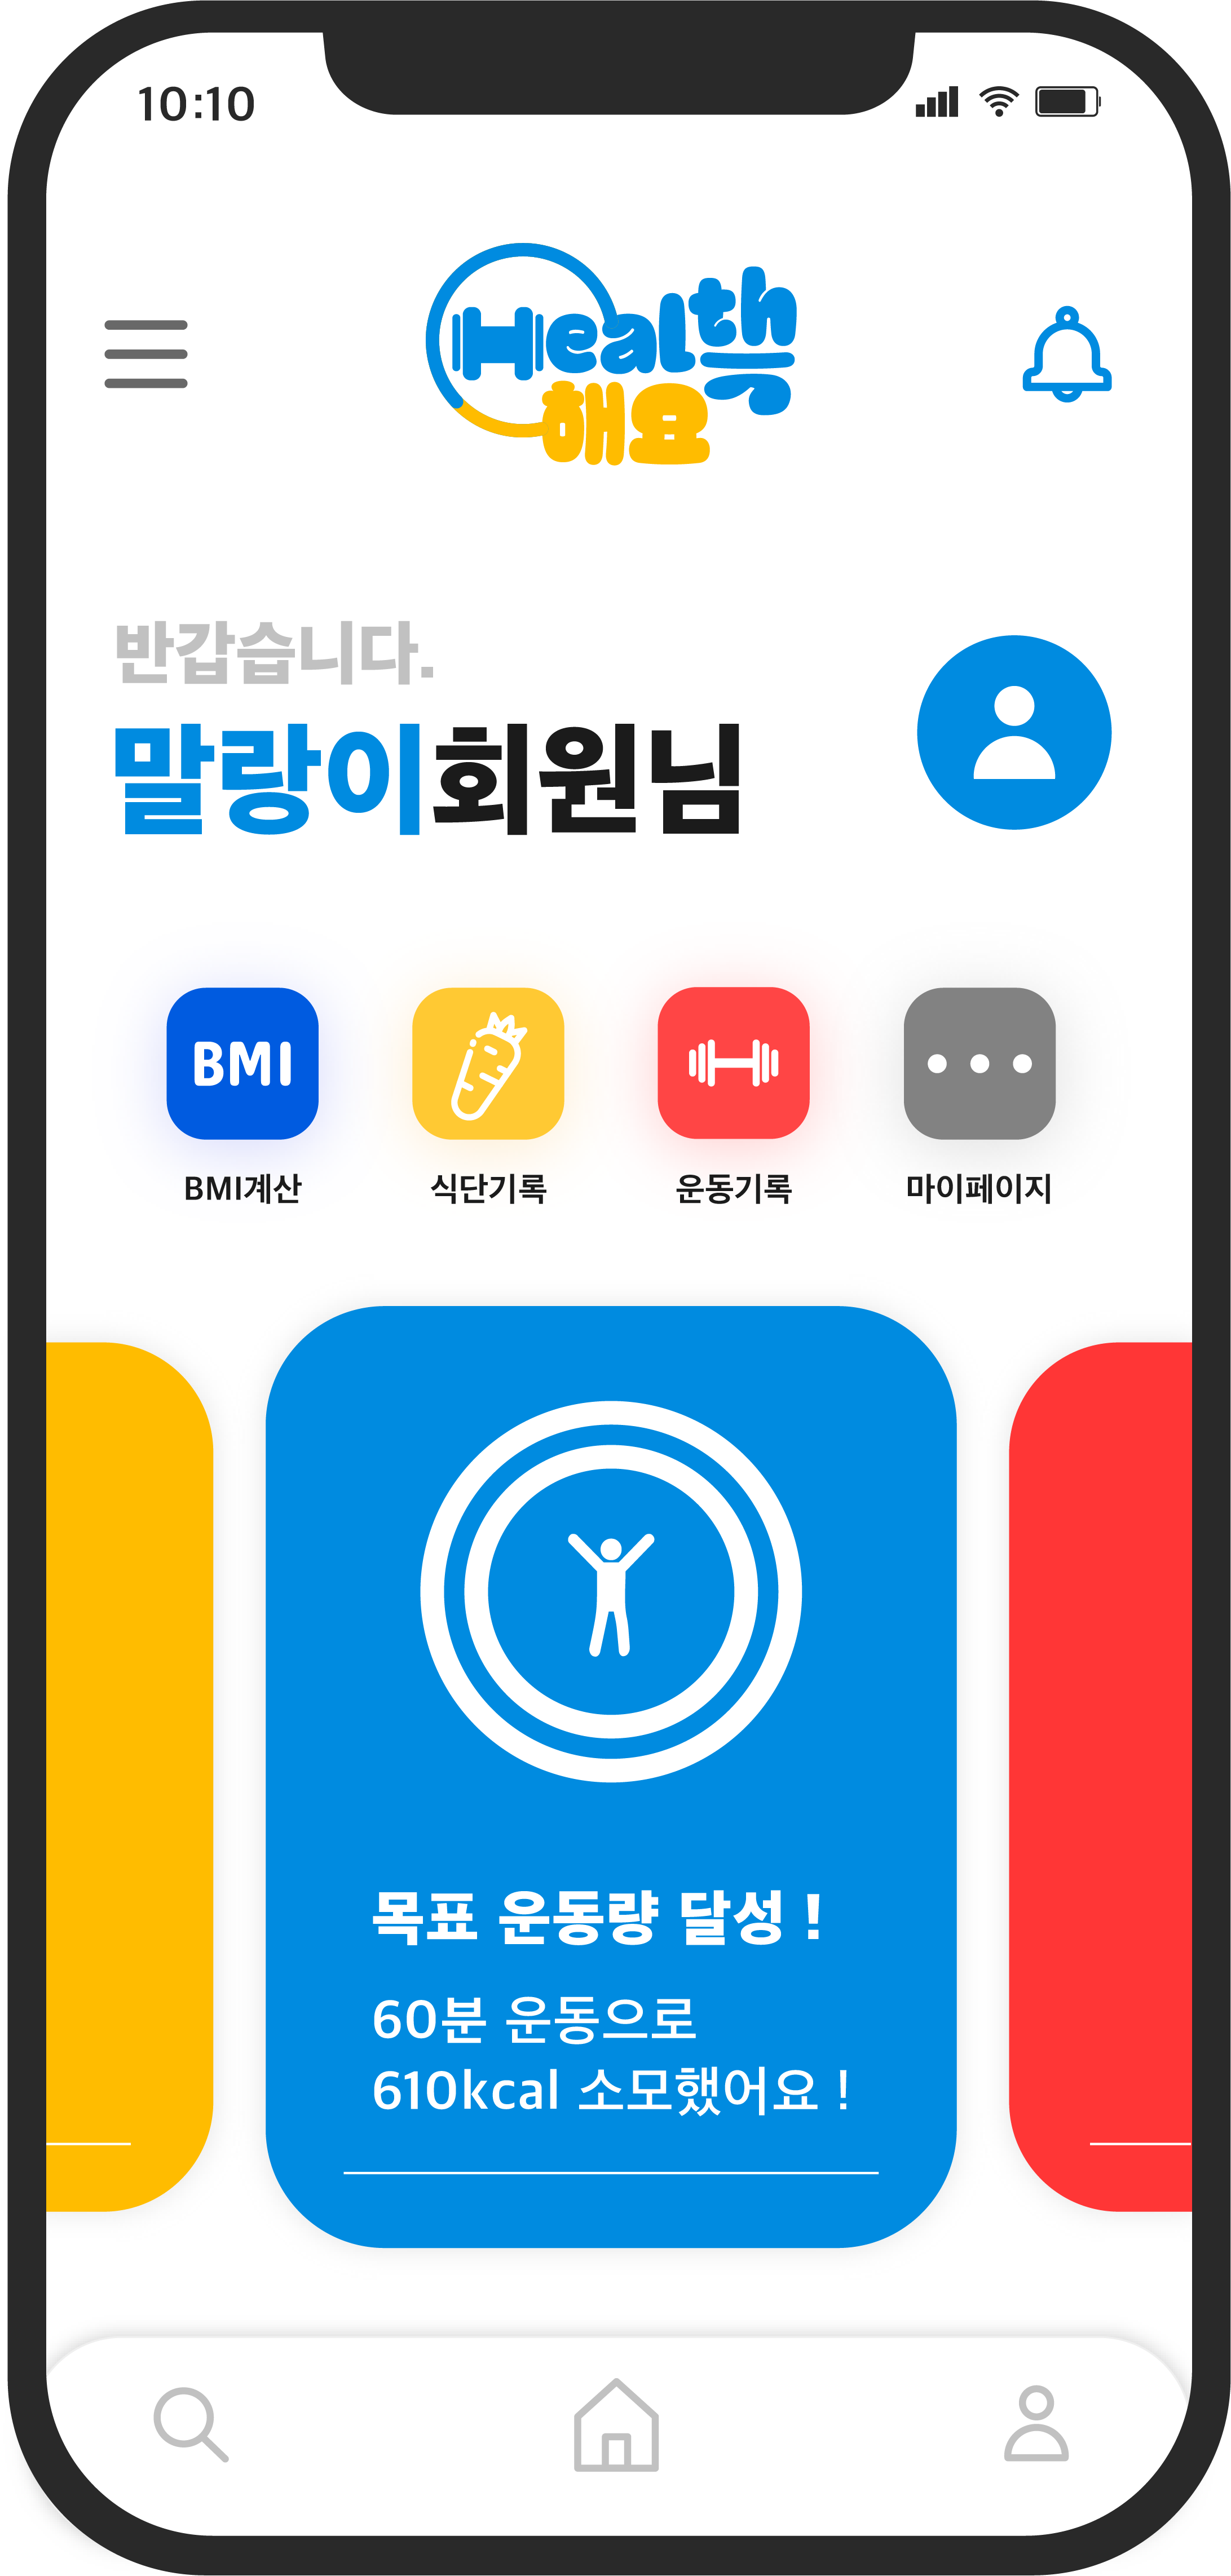 10:10
Health
해요
반갑습니다.
말랑이회원님
BMI
BMI계산
식단기록
운동기록
마이페이지
목표 운동량 달성 !
60분 운동으로
610kcal 소모했어요 !